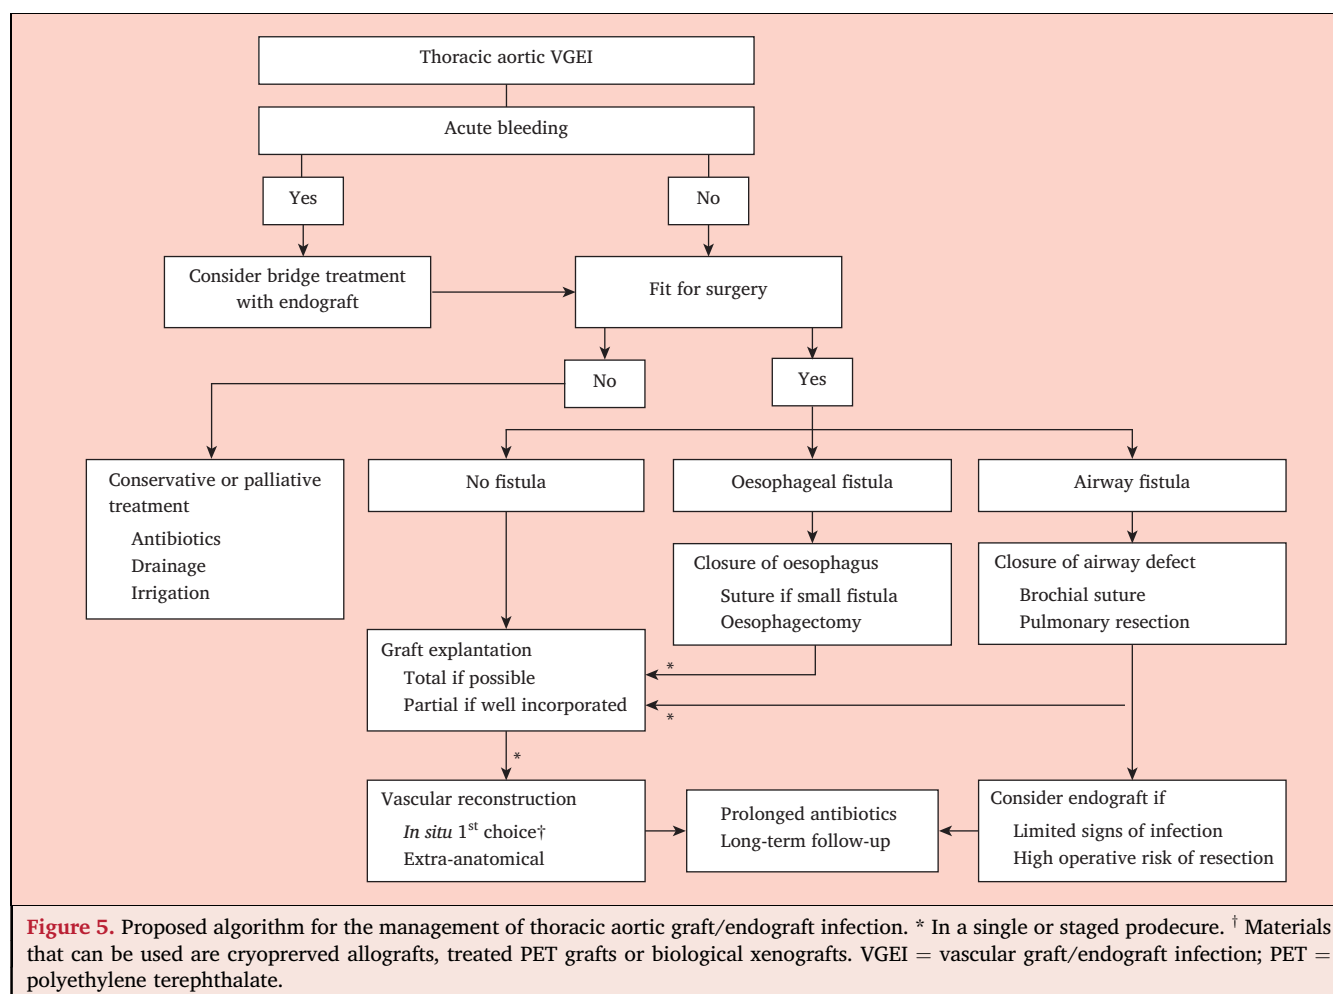 Thoracic aortic VGEI
Acute bleeding
Yes
No
Consider bridge treatment
with endograft
Fit for surgery
No
Yes
Conservative or palliative
treatment
Antibiotics
Drainage
Irrigation
No fistula
Oesophageal fistula
Airway fistula
Closure of oesophagus
Suture if small fistula
Oesophagectomy
Closure of airway defect
Brochial suture
Pulmonary resection
Graft explantation
Total if possible
Partial if well incorporated
*
*
*
Vascular reconstruction
In situ 1st choice†
Extra-anatomical
Prolonged antibiotics
Long-term follow-up
Consider endograft if
Limited signs of infection
High operative risk of resection
Figure 5. Proposed algorithm for the management of thoracic aortic graft/endograft infection. * In a single or staged prodecure. † Materials
that can be used are cryoprerved allografts, treated PET grafts or biological xenografts. VGEI = vascular graft/endograft infection; PET =
polyethylene terephthalate.